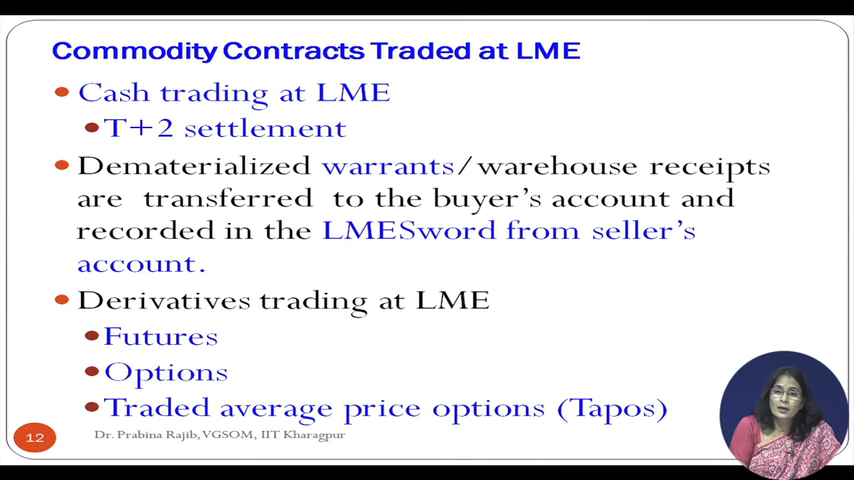 Commodity Contracts Traded at LME
• Cash trading at LME
• T+2 settlement
• Dematerialized warrants/warehouse receipts
are transferred to the buyer's account and
recorded in the LMESword from seller's
account.
• Derivatives trading at LME
• Futures
• Options
• Traded average price options (Tapos)
12
Dr. Prabina Rajib, VGSOM, IIT Kharagpur